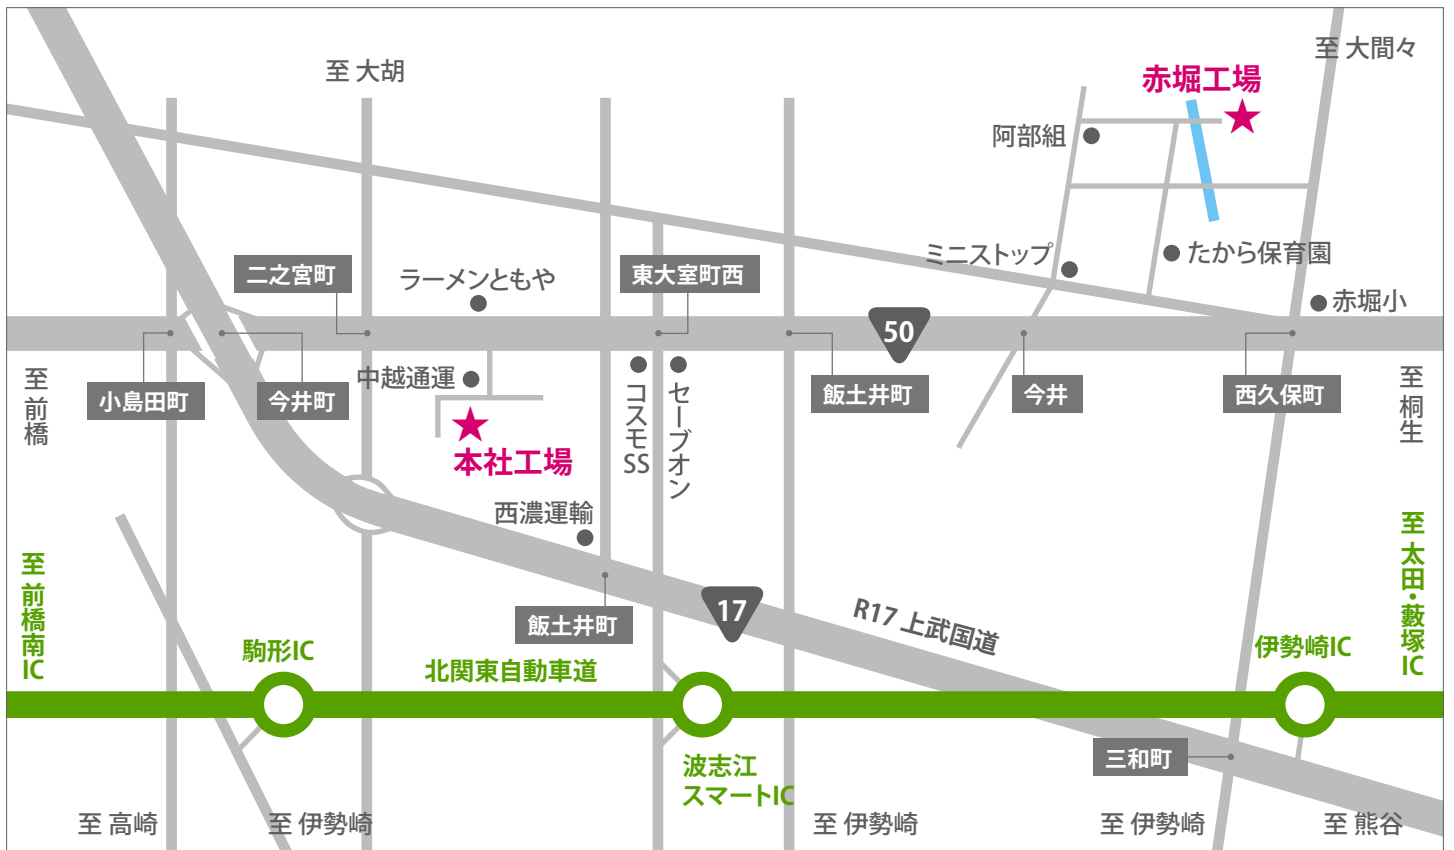 至 大胡
至 大間々
赤堀工場
阿部組
ミニストップ
たから保育園
二之宮町
ラーメンともや
東大室町西
赤堀小
50
至 前橋
小島田町
今井町
中越通運
コスモSS
セーブオン
飯土井町
今井
西久保町
至 桐生
本社工場
西濃運輸
至 前橋南IC
至 太田・藪塚IC
飯土井町
17
R17 上武国道
駒形IC
北関東自動車道
伊勢崎IC
波志江
スマートIC
三和町
至 高崎
至 伊勢崎
至 伊勢崎
至 伊勢崎
至 熊谷